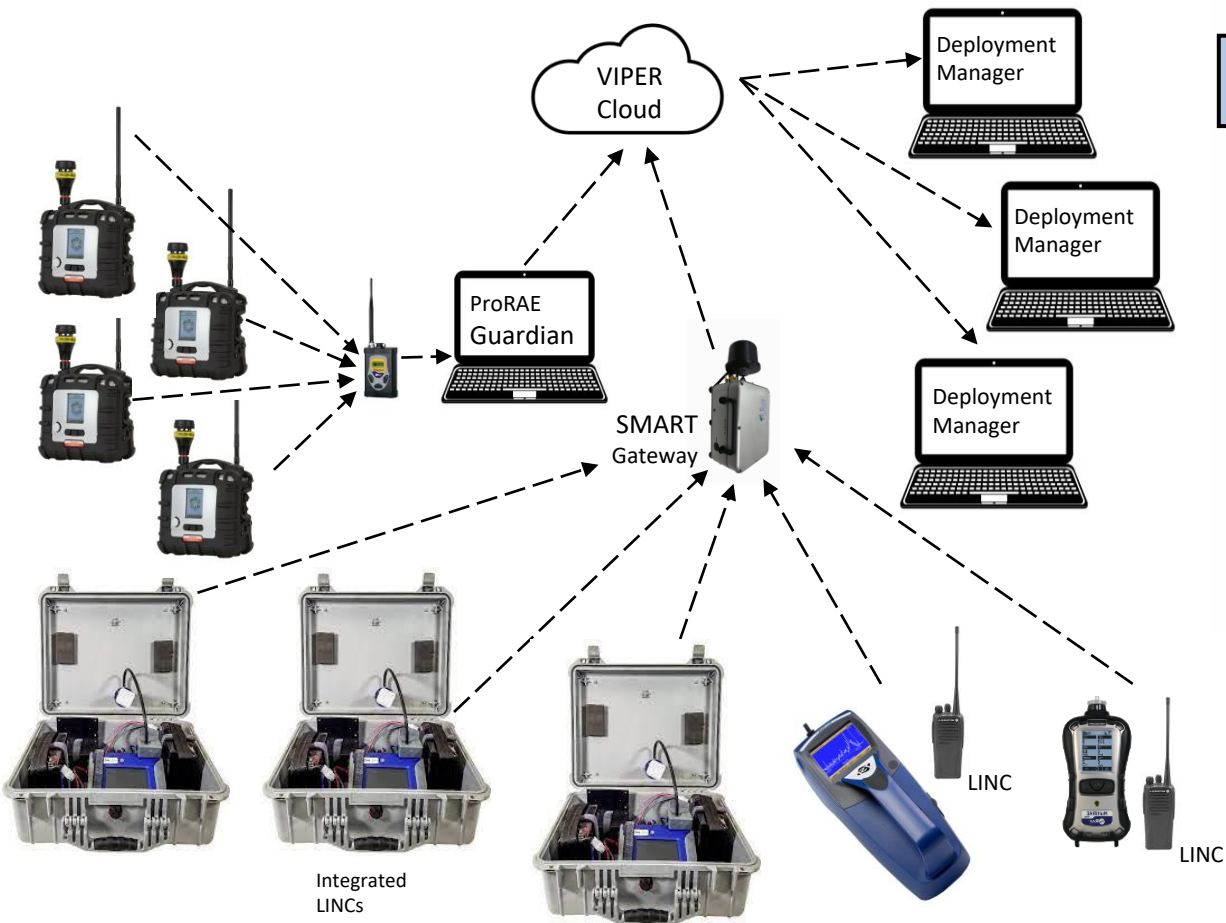 VIPER
Cloud
Deployment
Manager
Deployment
Manager
ProRAE
Guardian
Deployment
Manager
SMART
Gateway
LINC
LINC
Integrated
LINCs